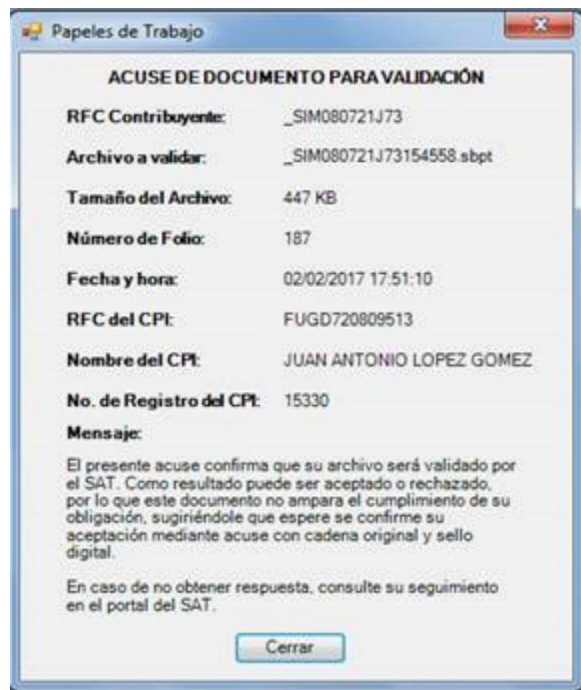 Papeles de Trabajo
ACUSE DE DOCUMENTO PARA VALIDACIÓN
RFC Contribuyente: _SIM080721J73
Archivo a validar: _SIM080721J73154558.sbpt
Tamaño del Archivo: 447 KB
Número de Folio: 187
Fecha y hora: 02/02/2017 17:51:10
RFC del CPI: FUGD720809513
Nombre del CPI: JUAN ANTONIO LOPEZ GOMEZ
No. de Registro del CPI: 15330
Mensaje:
El presente acuse confirma que su archivo será validado por
el SAT. Como resultado puede ser aceptado o rechazado,
por lo que este documento no ampara el cumplimiento de su
obligación, sugiriéndole que espere se confirme su
aceptación mediante acuse con cadena original y sello
digital.
En caso de no obtener respuesta, consulte su seguimiento
en el portal del SAT.
Cerrar